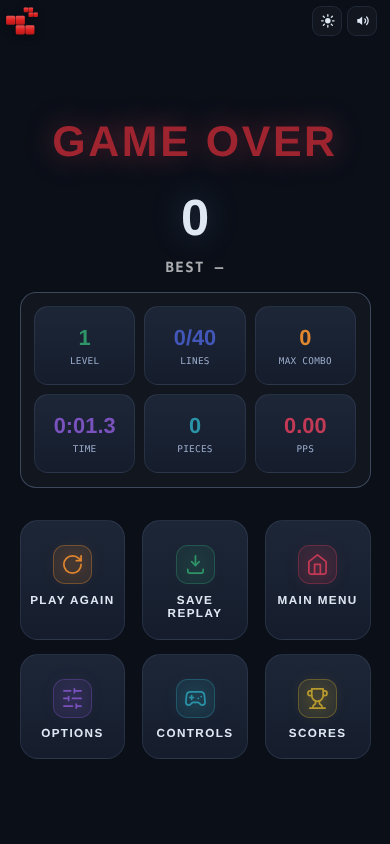 GAME OVER
0
BEST —
1
LEVEL
0/40
LINES
0
MAX COMBO
0:01.3
TIME
0
PIECES
0.00
PPS
PLAY AGAIN
SAVE
REPLAY
MAIN MENU
OPTIONS
CONTROLS
SCORES